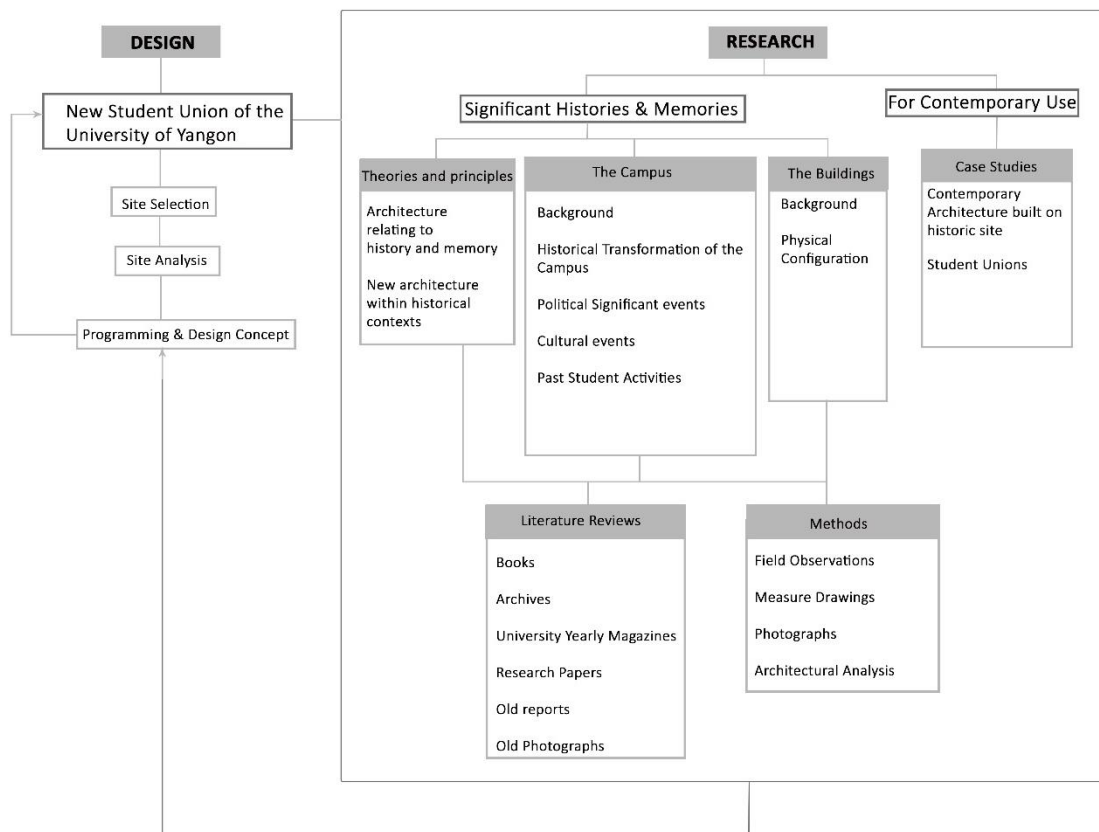 DESIGN
New Student Union of the
University of Yangon
Site Selection
Site Analysis
Programming & Design Concept
RESEARCH
Significant Histories & Memories
For Contemporary Use
Theories and principles
Architecture
relating to
history and memory
New architecture
within historical
contexts
The Campus
Background
Historical Transformation of the
Campus
Political Significant events
Cultural events
Past Student Activities
The Buildings
Background
Physical
Configuration
Case Studies
Contemporary
Architecture built on
historic site
Student Unions
Literature Reviews
Books
Archives
University Yearly Magazines
Research Papers
Old reports
Old Photographs
Methods
Field Observations
Measure Drawings
Photographs
Architectural Analysis